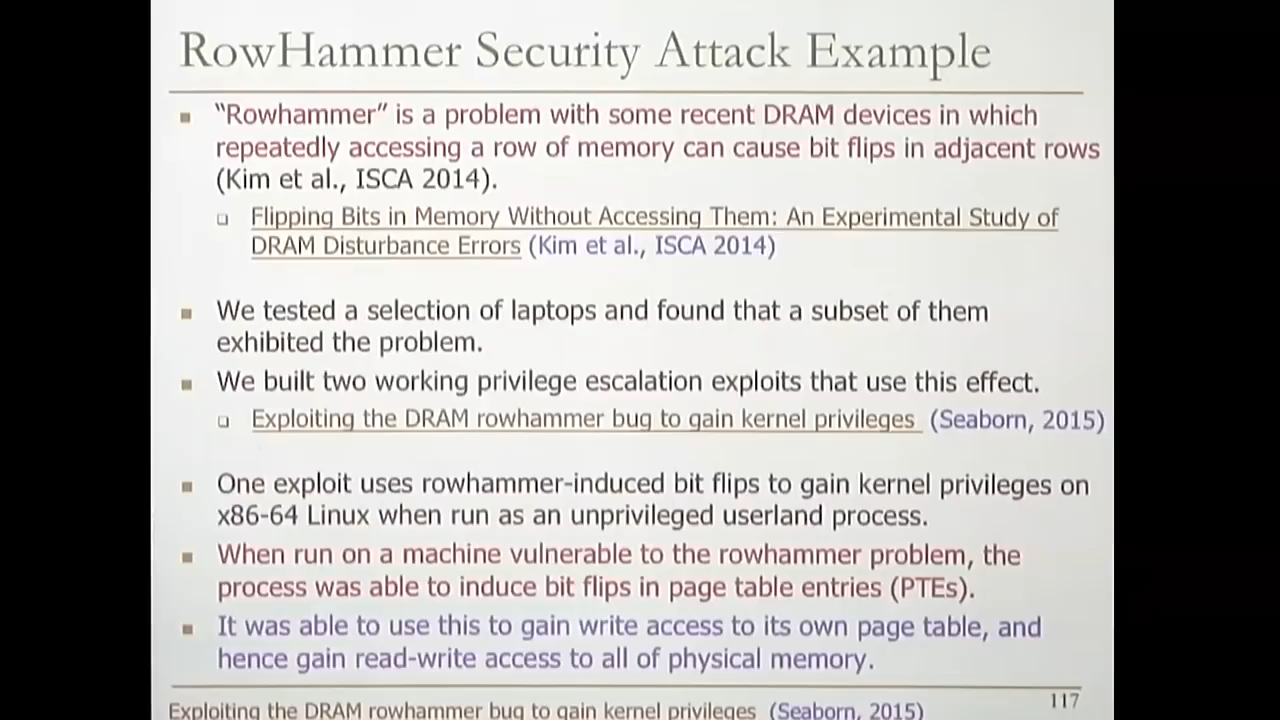 RowHammer Security Attack Example
“Rowhammer” is a problem with some recent DRAM devices in which
repeatedly accessing a row of memory can cause bit flips in adjacent rows
(Kim et al., ISCA 2014).
Flipping Bits in Memory Without Accessing Them: An Experimental Study of
DRAM Disturbance Errors (Kim et al., ISCA 2014)
We tested a selection of laptops and found that a subset of them
exhibited the problem.
We built two working privilege escalation exploits that use this effect.
Exploiting the DRAM rowhammer bug to gain kernel privileges (Seaborn, 2015)
One exploit uses rowhammer-induced bit flips to gain kernel privileges on
x86-64 Linux when run as an unprivileged userland process.
When run on a machine vulnerable to the rowhammer problem, the
process was able to induce bit flips in page table entries (PTEs).
It was able to use this to gain write access to its own page table, and
hence gain read-write access to all of physical memory.
117
Exploiting the DRAM rowhammer bug to gain kernel privileges (Seaborn, 2015)